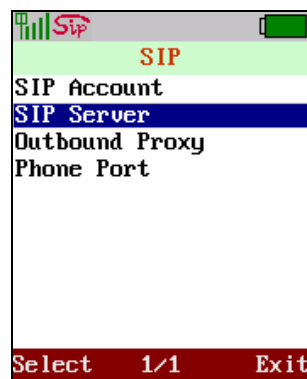 Sip
SIP
SIP Account
SIP Server
Outbound Proxy
Phone Port
Select 1/1 Exit